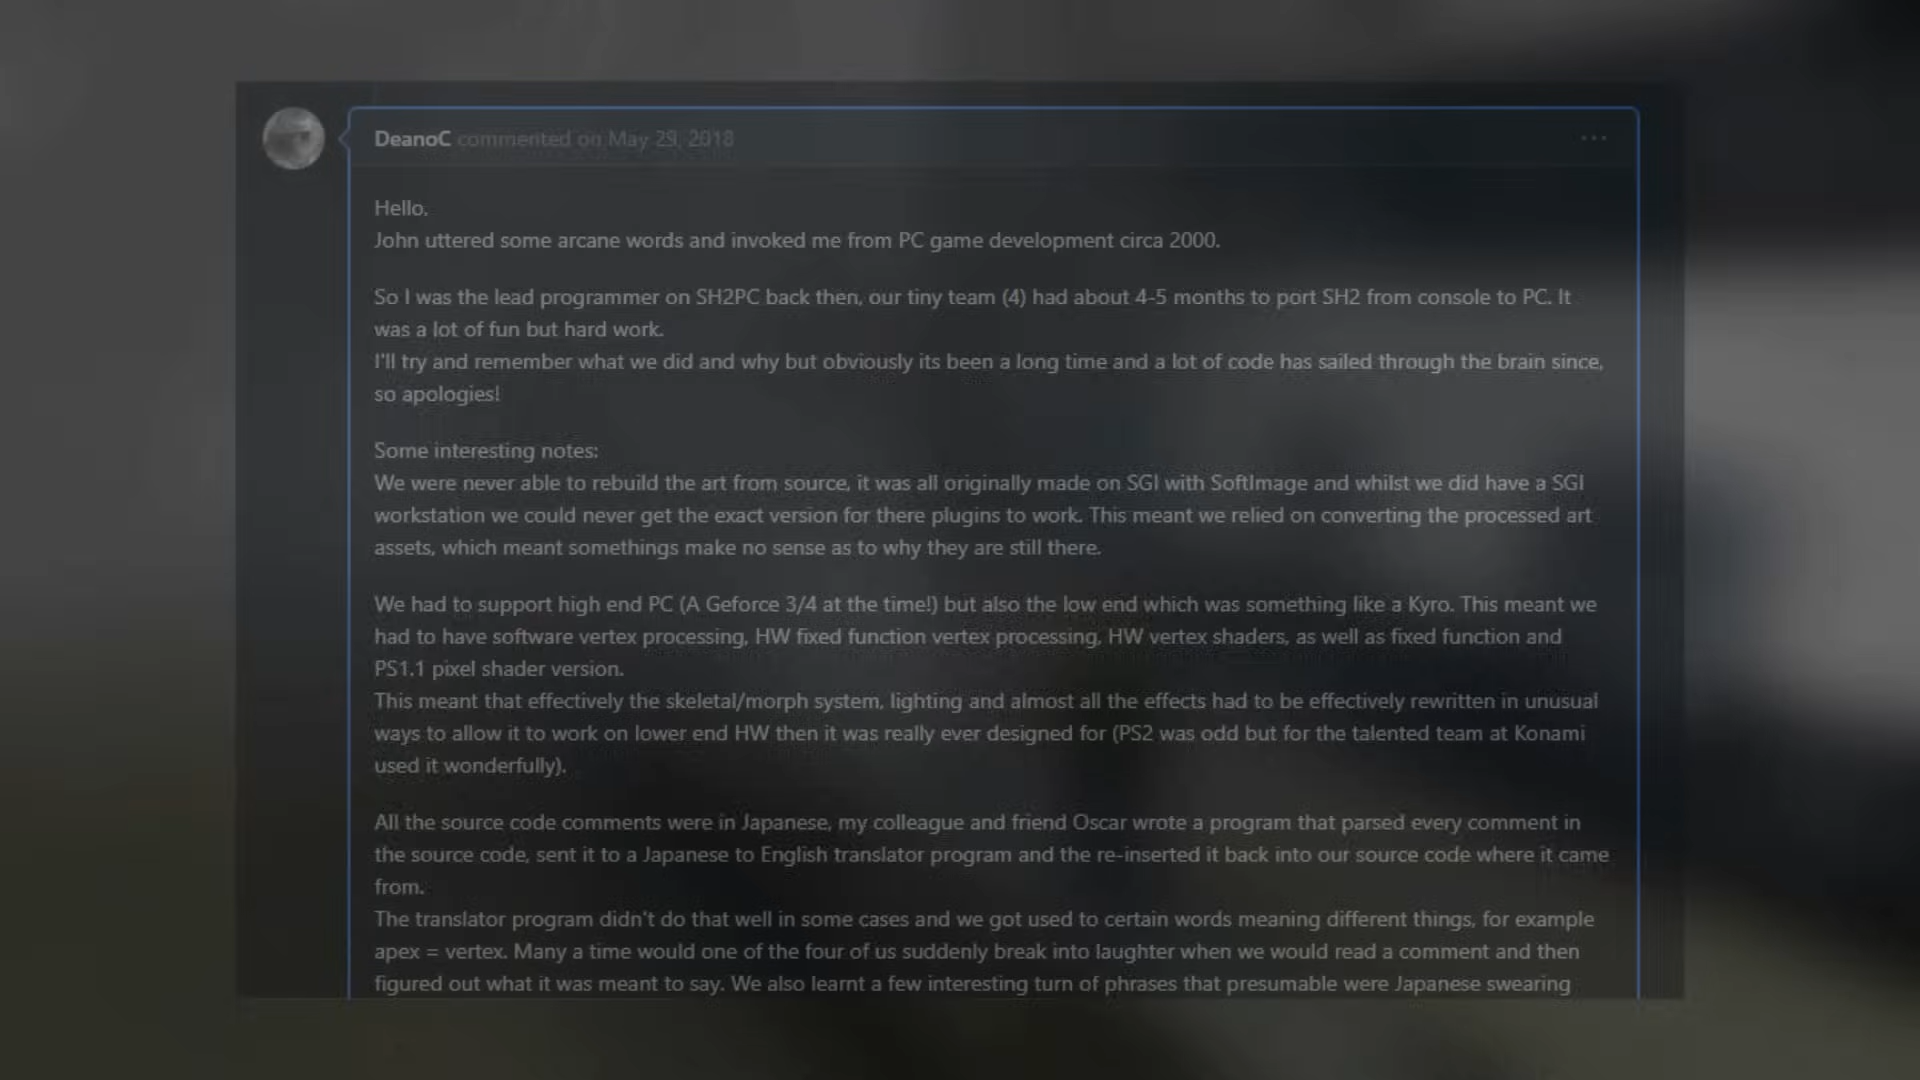 DeanoC commented on May 29, 2018
Hello.
John uttered some arcane words and invoked me from PC game development circa 2000.
So I was the lead programmer on SH2PC back then, our tiny team (4) had about 4-5 months to port SH2 from console to PC. It
was a lot of fun but hard work.
I'll try and remember what we did and why but obviously its been a long time and a lot of code has sailed through the brain since,
so apologies!
Some interesting notes:
We were never able to rebuild the art from source, it was all originally made on SGI with SoftImage and whilst we did have a SGI
workstation we could never get the exact version for there plugins to work. This meant we relied on converting the processed art
assets, which meant somethings make no sense as to why they are still there.
We had to support high end PC (A Geforce 3/4 at the time!) but also the low end which was something like a Kyro. This meant we
had to have software vertex processing, HW fixed function vertex processing, HW vertex shaders, as well as fixed function and
PS1.1 pixel shader version.
This meant that effectively the skeletal/morph system, lighting and almost all the effects had to be effectively rewritten in unusual
ways to allow it to work on lower end HW then it was really ever designed for (PS2 was odd but for the talented team at Konami
used it wonderfully).
All the source code comments were in Japanese, my colleague and friend Oscar wrote a program that parsed every comment in
the source code, sent it to a Japanese to English translator program and the re-inserted it back into our source code where it came
from.
The translator program didn't do that well in some cases and we got used to certain words meaning different things, for example
apex = vertex. Many a time would one of the four of us suddenly break into laughter when we would read a comment and then
figured out what it was meant to say. We also learnt a few interesting turn of phrases that presumable were Japanese swearing